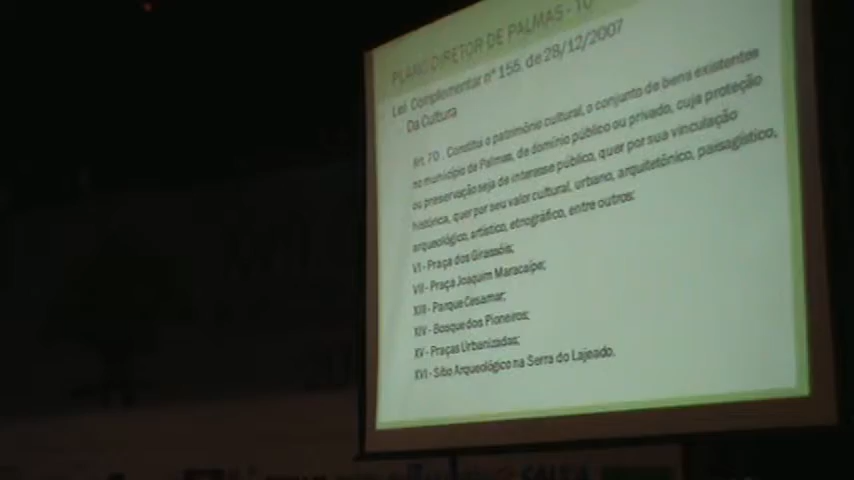 PLANO DIRETOR DE PALMAS - TO
Lei Complementar nº 155, de 28/12/2007
Da Cultura
Art. 70 . Constitui o patrimônio cultural, o conjunto de bens existentes
no município de Palmas, de domínio público ou privado, cuja proteção
ou preservação seja de interesse público, quer por sua vinculação
histórica, quer por seu valor cultural, urbano, arquitetônico, paisagístico,
arqueológico, artístico, etnográfico, entre outros:
VI - Praça dos Girassóis;
VII - Praça Joaquim Maracaípe;
XIII - Parque Cesamar;
XIV - Bosque dos Pioneiros;
XV - Praças Urbanizadas;
XVI - Sítio Arqueológico na Serra do Lajeado.